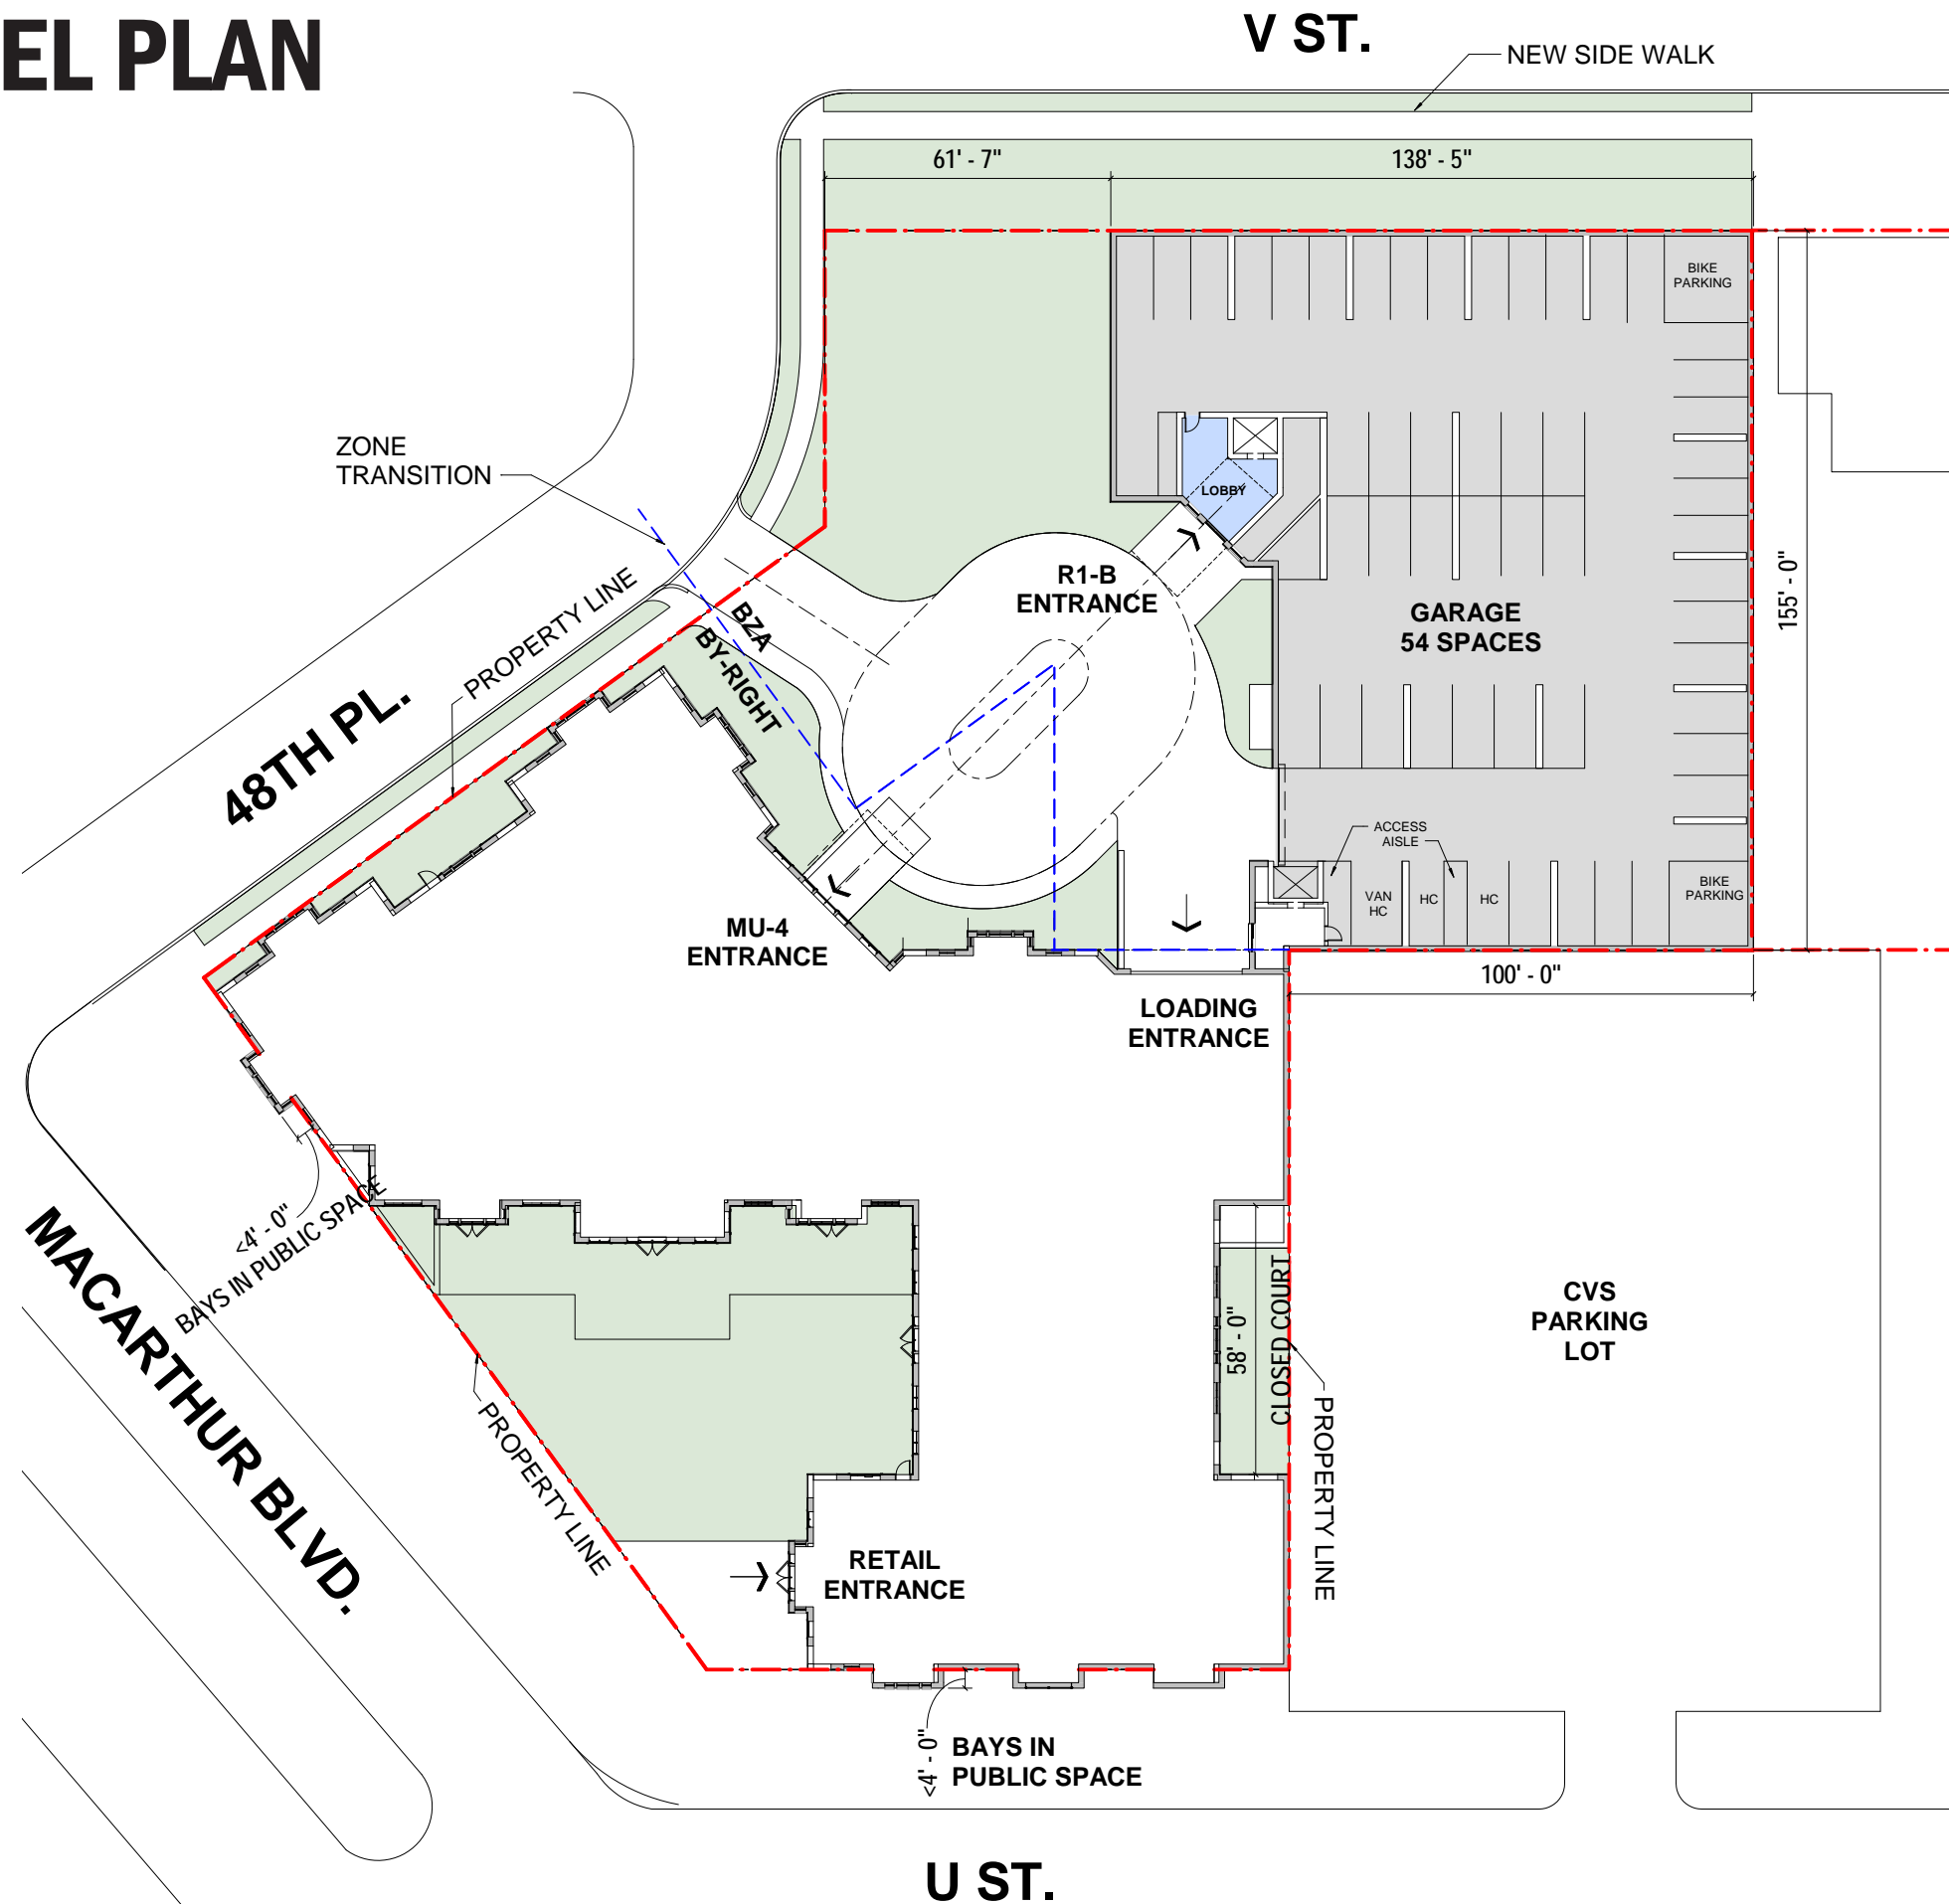 EL PLAN
V ST.
NEW SIDE WALK
61' - 7"
138' - 5"
BIKE
PARKING
ZONE
TRANSITION
LOBBY
R1-B
ENTRANCE
GARAGE
54 SPACES
155' - 0"
PROPERTY LINE
BZA
BY-RIGHT
48TH PL.
ACCESS
AISLE
VAN
HC
HC
HC
BIKE
PARKING
MU-4
ENTRANCE
100' - 0"
LOADING
ENTRANCE
<4' - 0"
BAYS IN PUBLIC SPACE
MACARTHUR BLVD.
58' - 0"
CLOSED COURT
CVS
PARKING
LOT
PROPERTY LINE
PROPERTY LINE
RETAIL
ENTRANCE
<4' - 0"
BAYS IN
PUBLIC SPACE
U ST.